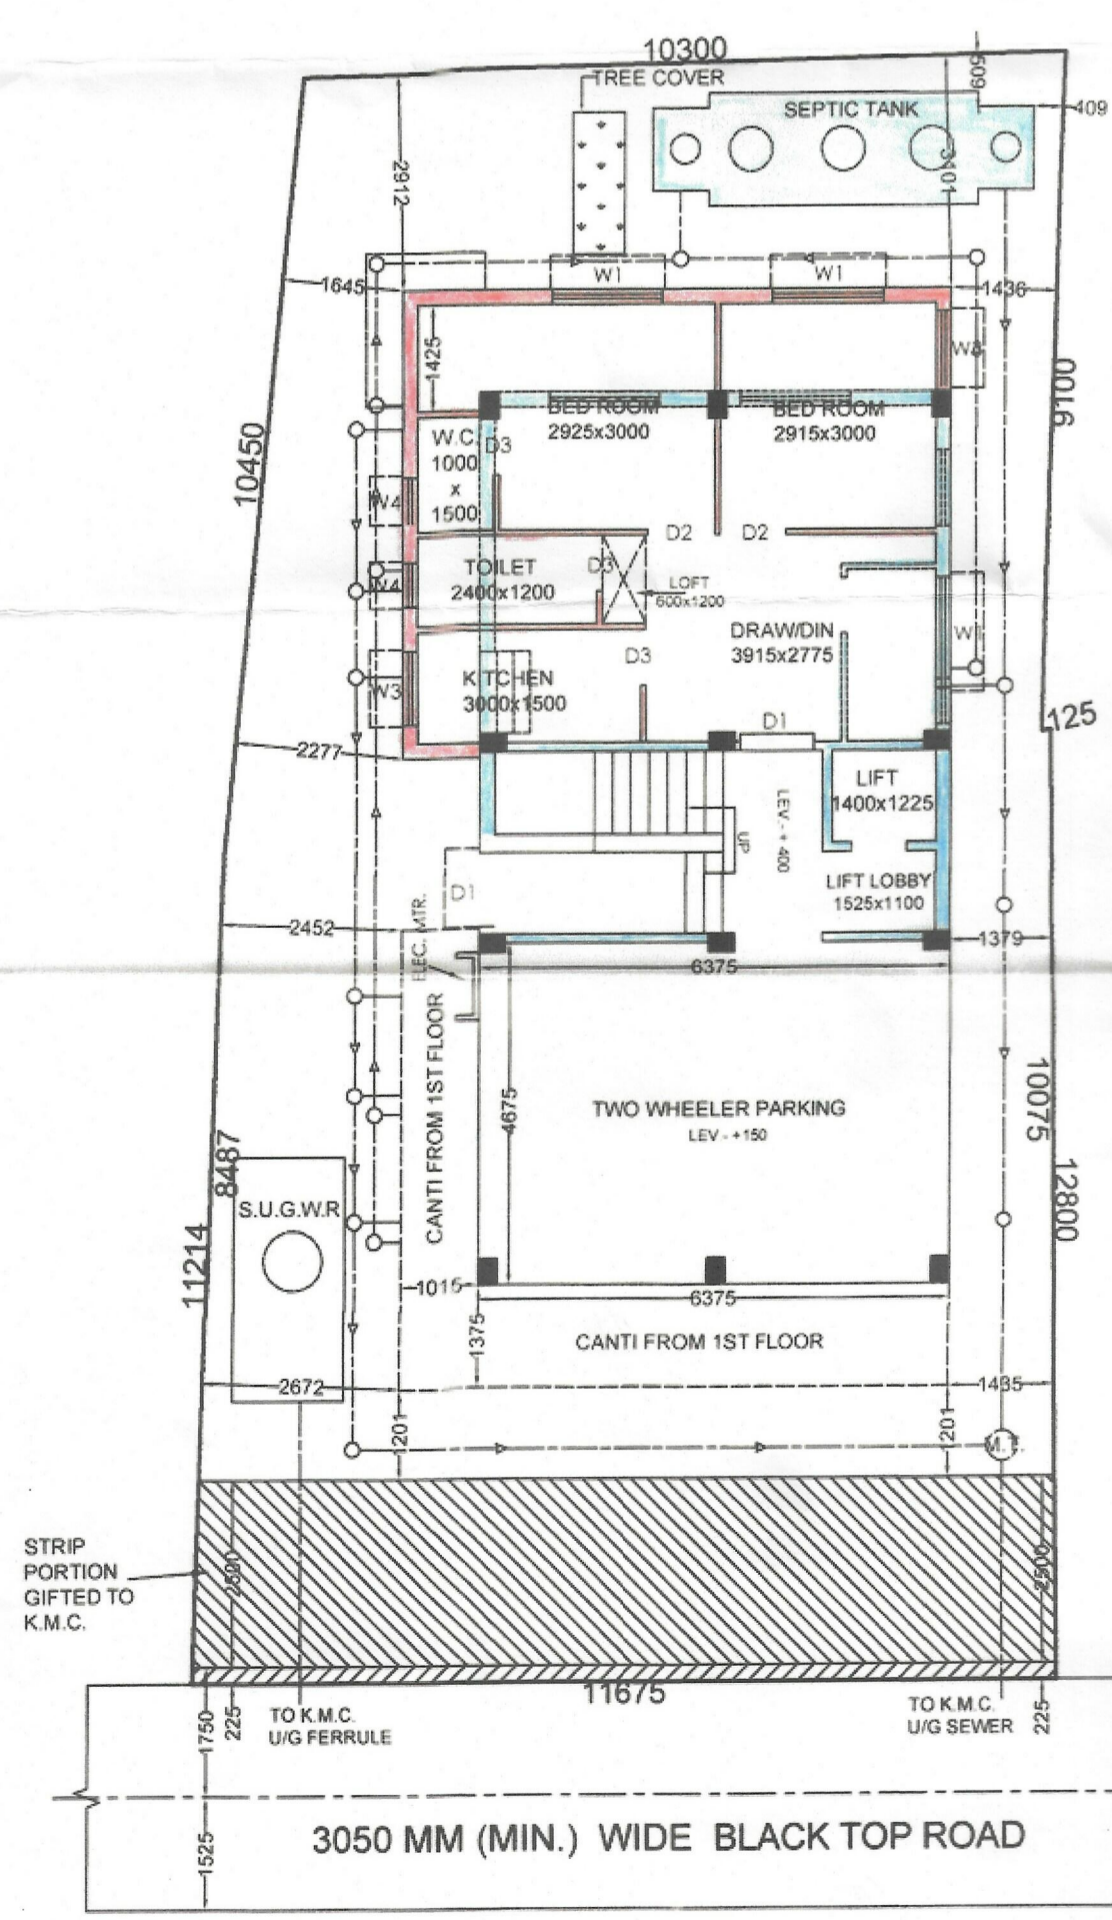 10300
TREE COVER
SEPTIC TANK
509
409
2912
3101
1645
W1
W1
1436
1425
W3
BED ROOM
2925x3000
BED ROOM
2915x3000
9100
10450
W.C.
1000
x
1500
D3
W4
D2
D2
TOILET
2400x1200
D3
LOFT
600x1200
W4
DRAW/DIN
3915x2775
W1
D3
KITCHEN
3000x1500
W3
D1
125
2277
LIFT
1400x1225
LEV.- + 400
UP
D1
LIFT LOBBY
1525x1100
ELEC. MTR.
2452
1379
6375
CANTI FROM 1ST FLOOR
4675
TWO WHEELER PARKING
LEV - +150
10075
12800
8487
S.U.G.W.R
11214
1015
6375
1375
CANTI FROM 1ST FLOOR
2672
1435
1201
1201
M.T.
STRIP
PORTION
GIFTED TO
K.M.C.
2500
2500
11675
1750
225
TO K.M.C.
U/G FERRULE
TO K.M.C.
U/G SEWER
225
1525
3050 MM (MIN.) WIDE BLACK TOP ROAD